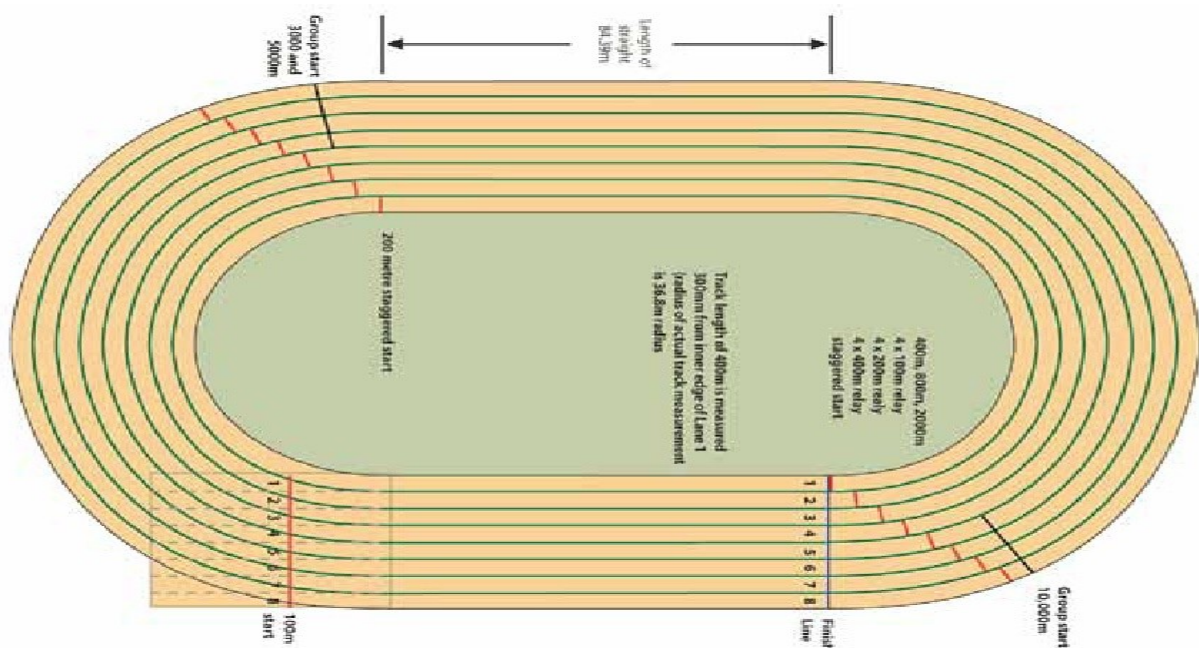 Group start
3000 and
5000m
Length of
straight
84.39m
200 metre staggered start
Track length of 400m is measured
300mm from inner edge of Lane 1
(radius of actual track measurement
is 36.8m radius
400m, 800m, 2000m
4 x 100m relay
4 x 200m realy
4 x 400m relay
staggered start
1
2
3
4
5
6
7
8
100m
start
1
2
3
4
5
6
7
8
Finish
Line
Group start
10,000m